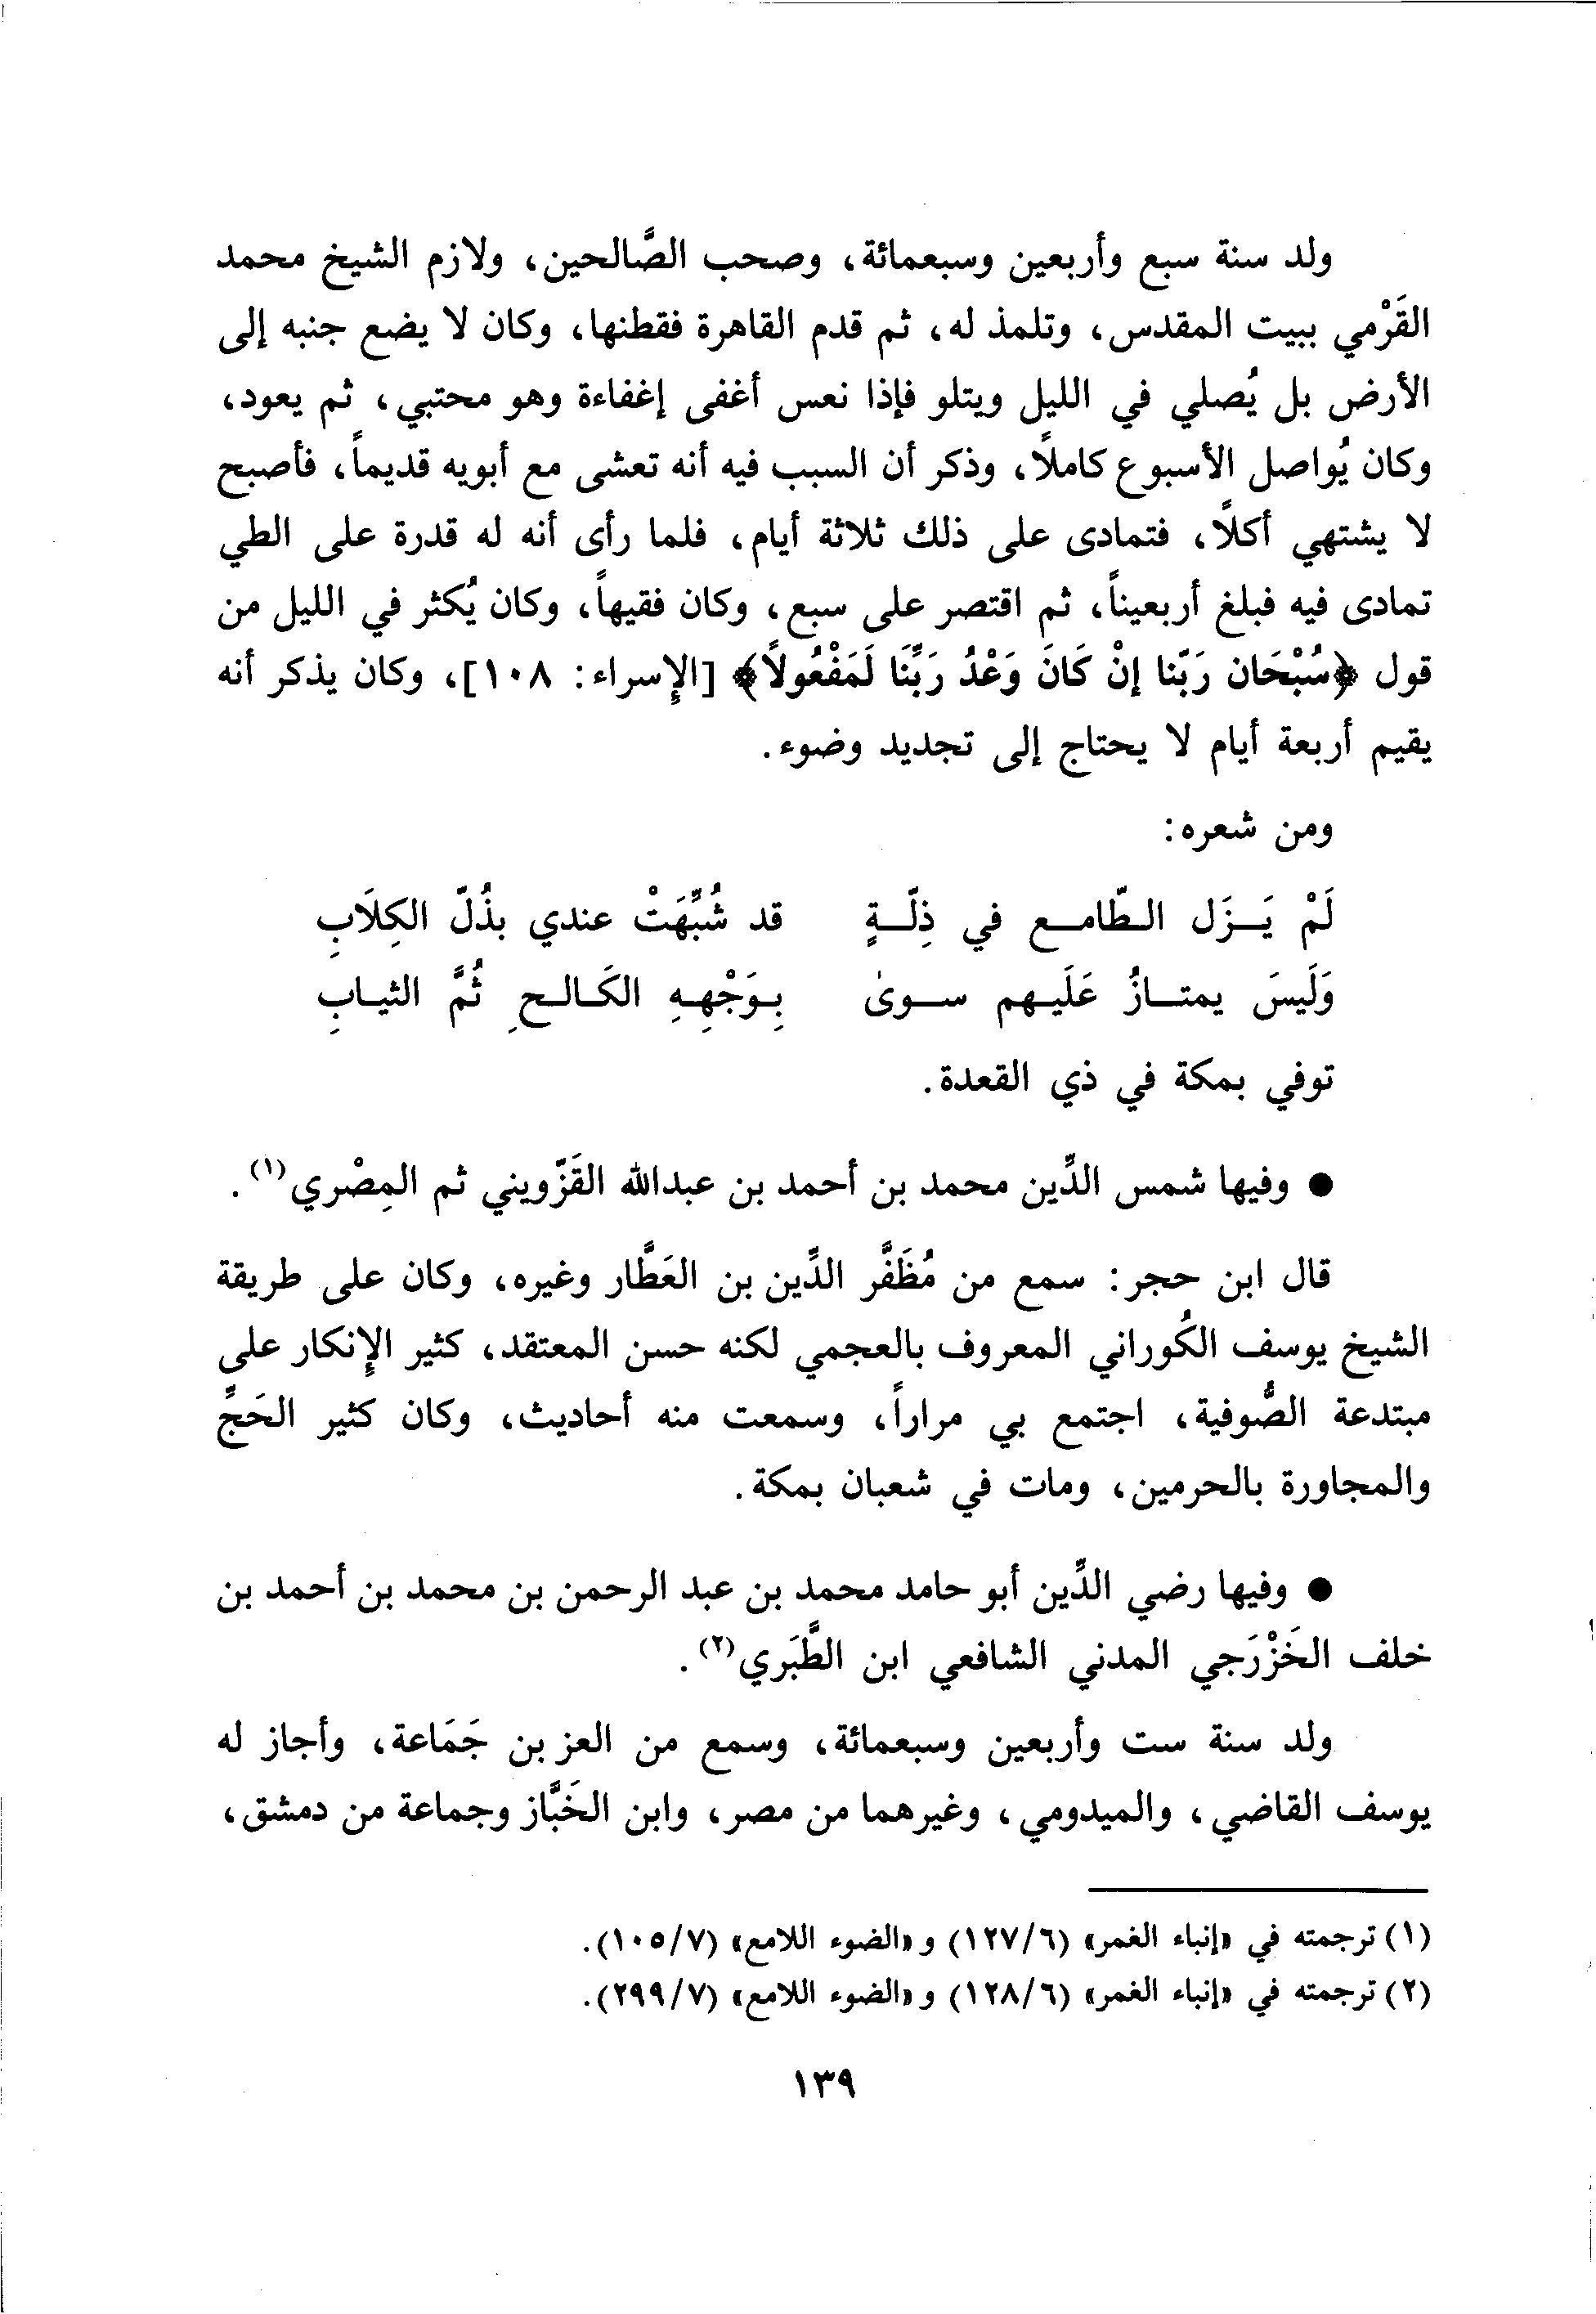 ولد سنة سبع وأربعين وسبعمائة، وصحب الصَّالحين، ولازم الشيخ محمد
القَرْمي ببيت المقدس، وتلمذ له، ثم قدم القاهرة فقطنها، وكان لا يضع جنبه إلى
الأرض بل يُصلي في الليل ويتلو فإذا نعس أغفى إغفاءة وهو محتبي، ثم يعود،
وكان يُواصل الأسبوع كاملاً، وذكر أن السبب فيه أنه تعشى مع أبويه قديماً، فأصبح
لا يشتهي أكلاً، فتمادى على ذلك ثلاثة أيام، فلما رأى أنه له قدرة على الطي
تمادى فيه فبلغ أربعيناً، ثم اقتصر على سبع، وكان فقيهاً، وكان يُكثر في الليل من
قول ﴿سُبْحَان رَبّنا إنْ كَانَ وَعْدُ رَبِّنَا لَمَفْعُولاً﴾ [الإسراء: ١٠٨]، وكان يذكر أنه
يقيم أربعة أيام لا يحتاج إلى تجديد وضوء.
ومن شعره:
لَمْ يَـزَل الـطّامـع في ذِلّـةٍ قد شُبِّهَتْ عندي بذُلّ الكِلَابِ
وَلَيسَ يمتـازُ عَلَيـهم سـوىٰ بِـوَجْهِـهِ الكَـالـحِ ثُمَّ الثيـابِ
توفي بمكة في ذي القعدة.
● وفيها شمس الدِّين محمد بن أحمد بن عبدالله القَزّويني ثم المِصْري(١).
قال ابن حجر: سمع من مُظَفَّر الدِّين بن العَطَّار وغيره، وكان على طريقة
الشيخ يوسف الكُوراني المعروف بالعجمي لكنه حسن المعتقد، كثير الإنكار على
مبتدعة الصُّوفية، اجتمع بي مراراً، وسمعت منه أحاديث، وكان كثير الحَجِّ
والمجاورة بالحرمين، ومات في شعبان بمكة.
● وفيها رضي الدِّين أبو حامد محمد بن عبد الرحمن بن محمد بن أحمد بن
خلف الخَزْرَجي المدني الشافعي ابن الطَّبَري(٢).
ولد سنة ست وأربعين وسبعمائة، وسمع من العز بن جَمَاعة، وأجاز له
يوسف القاضي، والميدومي، وغيرهما من مصر، وابن الخَبَّاز وجماعة من دمشق،
(١) ترجمته في «إنباء الغمر» (١٢٧/٦) و «الضوء اللامع» (١٠٥/٧).
(٢) ترجمته في «إنباء الغمر» (١٢٨/٦) و «الضوء اللامع» (٢٩٩/٧).
١٣٩